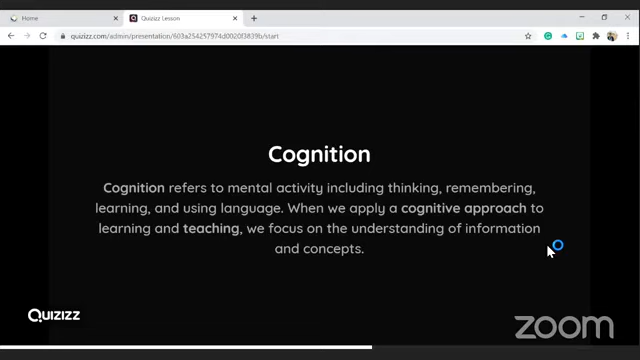 Home
Quizizz Lesson
quizizz.com/admin/presentation/603a254257974d0020f3839b/start
Cognition
Cognition refers to mental activity including thinking, remembering,
learning, and using language. When we apply a cognitive approach to
learning and teaching, we focus on the understanding of information
and concepts.
QUIZIZZ
zoom